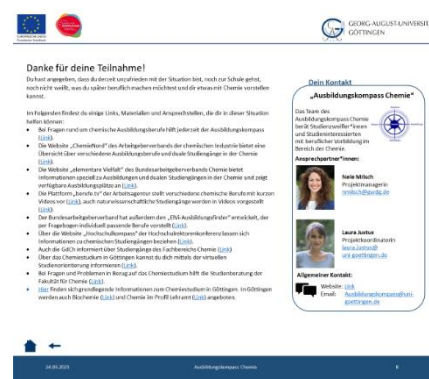 GEORG-AUGUST-UNIVERSITÄT
GÖTTINGEN
Danke für deine Teilnahme!
Du hast angegeben, dass du derzeit unzufrieden mit der Situation bist, noch zur Schule gehst,
noch nicht weißt, was du später beruflich machen möchtest und dir etwas mit Chemie vorstellen
kannst.
Im Folgenden findest du einige Links, Materialien und Ansprechstellen, die dir in dieser Situation
helfen können:
• Bei Fragen rund um chemische Ausbildungsberufe hilft jederzeit der Ausbildungskompass
(Link).
• Die Website „ChemieNord" des Arbeitgeberverbands der chemischen Industrie bietet eine
Übersicht über verschiedene Ausbildungsberufe und duale Studiengänge in der Chemie
(Link).
• Die Website „elementare Vielfalt" des Bundesarbeitgeberverbands Chemie bietet
Informationen speziell zu Ausbildungen und dualen Studiengängen in der Chemie und zeigt
verfügbare Ausbildungsplätze an (Link).
• Die Plattform „berufe.tv" der Arbeitsagentur stellt verschiedene chemische Berufe mit kurzen
Videos vor (Link), auch naturwissenschaftliche Studiengänge werden in Videos vorgestellt
(Link).
• Der Bundesarbeitgeberverband hat außerdem den „ElVi-Ausbildungsfinder" entwickelt, der
per Fragebogen individuell passende Berufe vorstellt (Link).
• Über die Website „Hochschulkompass" der Hochschulrektorenkonferenz lassen sich
Informationen zu chemischen Studiengängen beziehen (Link).
• Auch die GdCh informiert über Studiengänge des Fachbereichs Chemie (Link).
• Über das Chemiestudium in Göttingen kannst du dich mittels der virtuellen
Studienorientierung informieren (Link).
• Bei Fragen und Problemen in Bezug auf das Chemiestudium hilft die Studienberatung der
Fakultät für Chemie (Link).
• Hier finden sich grundlegende Informationen zum Chemiestudium in Göttingen. In Göttingen
werden auch Biochemie (Link) und Chemie im Profil Lehramt (Link) angeboten.
Dein Kontakt
„Ausbildungskompass Chemie"
Das Team des
Ausbildungskompass Chemie
berät Studienzweifler*innen
und Studieninteressierten
mit beruflicher Vorbildung im
Bereich der Chemie
Ansprechpartner*innen:
Nele Milsch
Projektmanagerin
nmilsch@gwdg.de
Laura Justus
Projektkoordinatorin
laura.justus@
uni-goettingen.de
Allgemeiner Kontakt:
Website: Link
Email: Ausbildungskompass@uni-
goettingen.de
24.04.2023
Ausbildungskompass Chemie
8